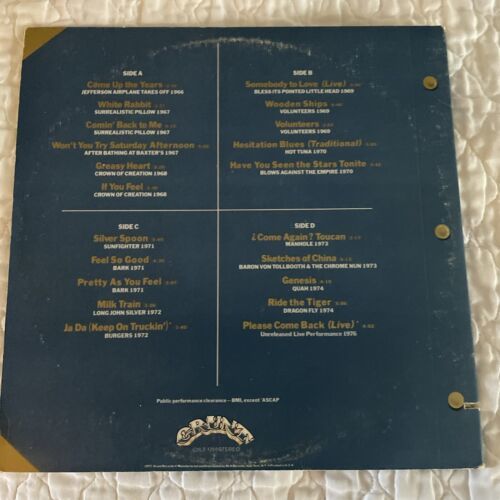 SIDE A
Come Up the Years
JEFFERSON AIRPLANE TAKES OFF 1966
White Rabbit
SURREALISTIC PILLOW 1967
Comin' Back to Me
SURREALISTIC PILLOW 1967
Won't You Try Saturday Afternoon
AFTER BATHING AT BAXTER'S 1967
Greasy Heart
CROWN OF CREATION 1968
If You Feel
CROWN OF CREATION 1968
SIDE B
Somebody to Love (Live)
BLESS ITS POINTED LITTLE HEAD 1969
Wooden Ships
VOLUNTEERS 1969
Volunteers
VOLUNTEERS 1969
Hesitation Blues (Traditional)
HOT TUNA 1970
Have You Seen the Stars Tonite
BLOWS AGAINST THE EMPIRE 1970
SIDE C
Silver Spoon
SUNFIGHTER 1971
Feel So Good
BARK 1971
Pretty As You Feel
BARK 1971
Milk Train
LONG JOHN SILVER 1972
Ja Da (Keep On Truckin')*
BURGERS 1972
SIDE D
¿Come Again? Toucan
MANHOLE 1973
Sketches of China
BARON VON TOLLBOOTH & THE CHROME NUN 1973
Genesis
QUAH 1974
Ride the Tiger
DRAGON FLY 1974
Please Come Back (Live)*
Unreleased Live Performance 1975
Public performance clearance—BMI, except *ASCAP
GRUNT
STEREO